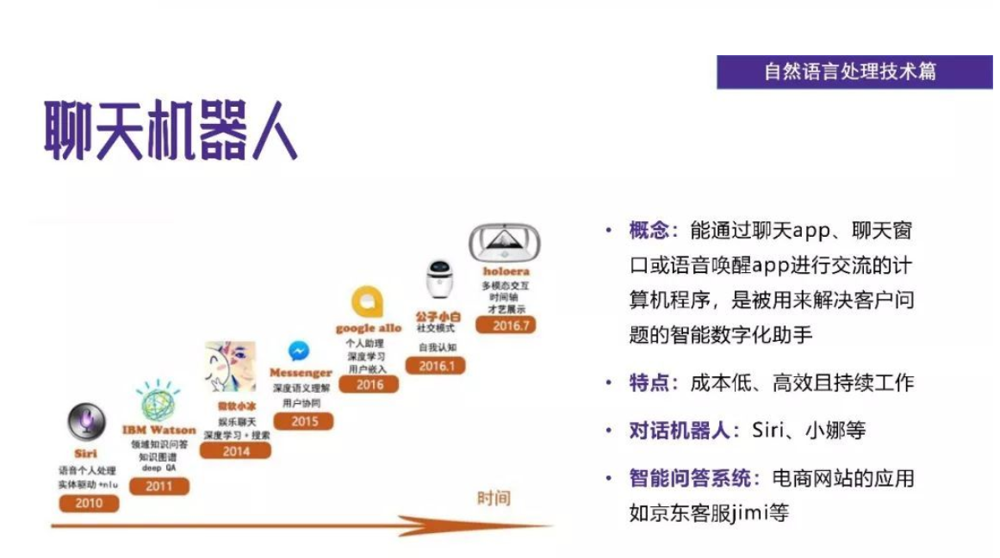 自然语言处理技术篇
聊天机器人
Siri
语音个人处理
实体驱动+nlu
2010
IBM Watson
领域知识问答
知识图谱
deep QA
2011
微软小冰
娱乐聊天
深度学习+搜索
2014
Messenger
深度语义理解
用户协同
2015
google allo
个人助理
深度学习
用户嵌入
2016
公子小白
社交模式
自我认知
2016.1
holoera
多模态交互
时间轴
才艺展示
2016.7
时间
• 概念：能通过聊天app、聊天窗
口或语音唤醒app进行交流的计
算机程序，是被用来解决客户问
题的智能数字化助手
• 特点：成本低、高效且持续工作
• 对话机器人：Siri、小娜等
• 智能问答系统：电商网站的应用
如京东客服jimi等